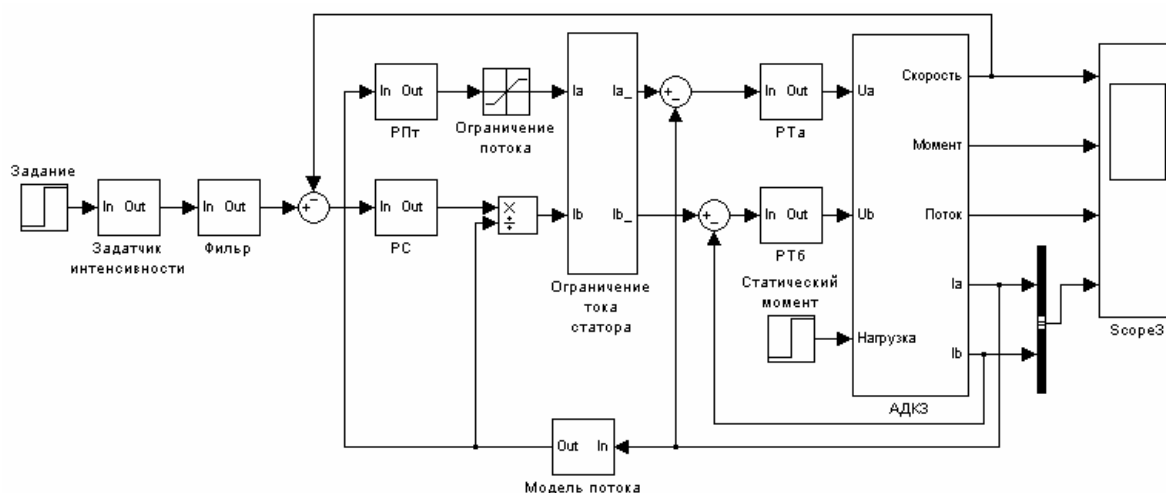 Задание
In Out
Задатчик
интенсивности
In Out
Фильр
+ −
In Out
РПт
Ограничение
потока
In Out
РС
×
÷
Ia
Ib
Ia_
Ib_
Ограничение
тока
статора
+ −
+ −
In Out
РТа
In Out
РТб
Статический
момент
Ua
Ub
Нагрузка
Скорость
Момент
Поток
Ia
Ib
АДКЗ
Scope3
Out In
Модель потока